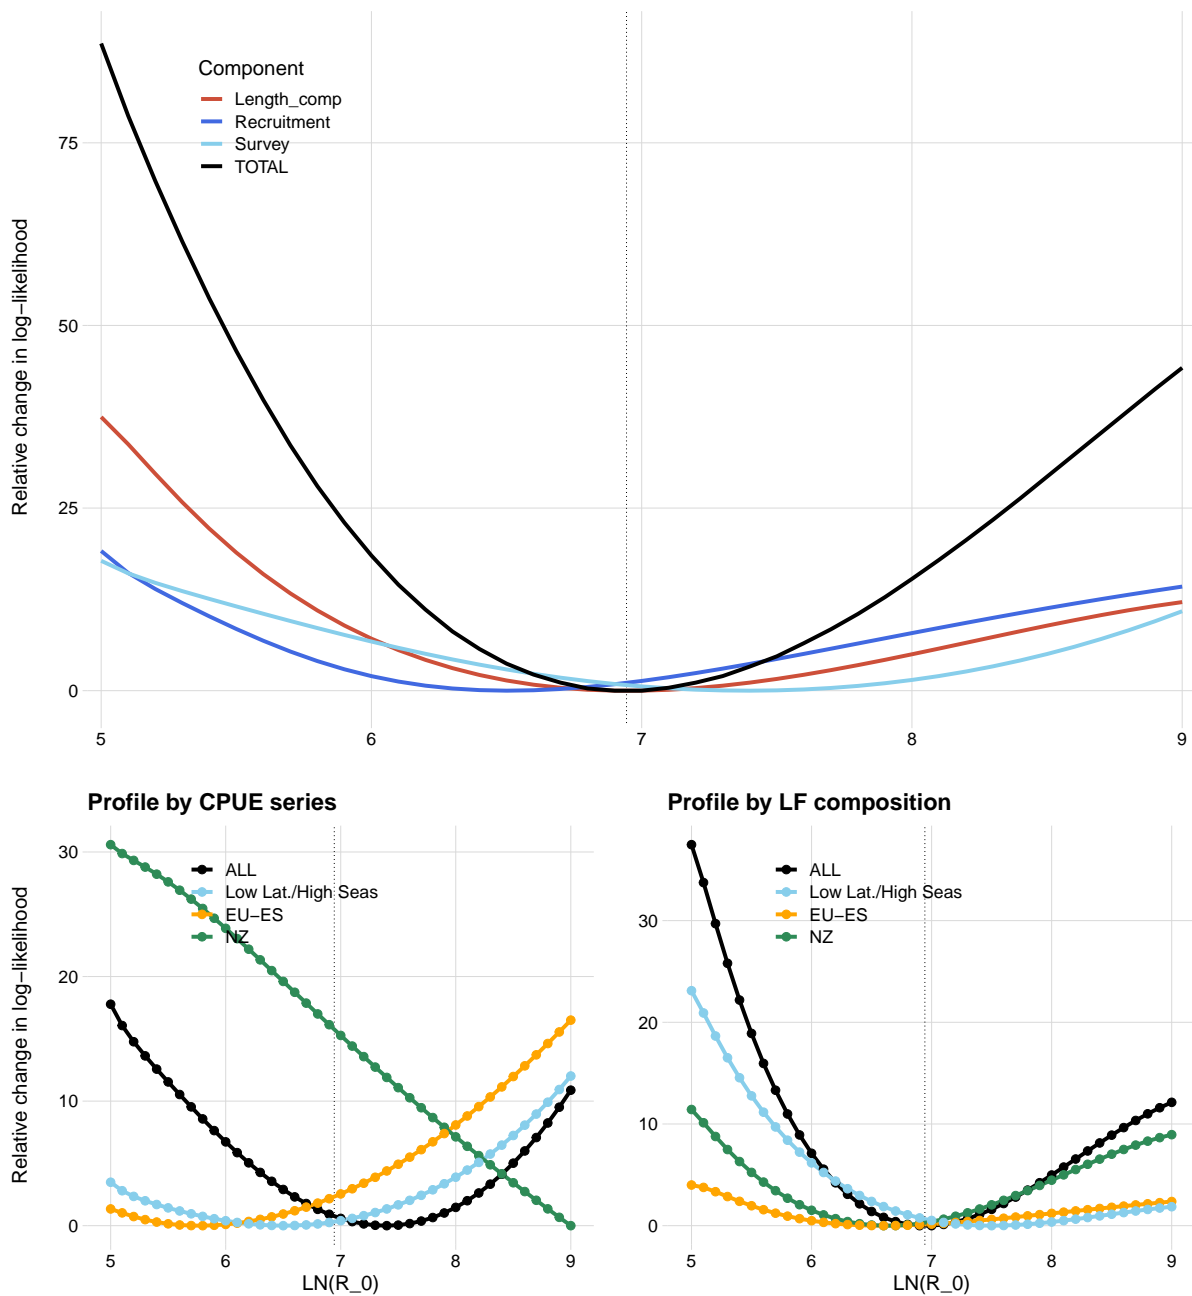 Component
Length_comp
Recruitment
Survey
TOTAL
Relative change in log−likelihood
75
50
25
0
5 6 7 8 9
Profile by CPUE series
ALL
Low Lat./High Seas
EU−ES
NZ
Relative change in log−likelihood
30
20
10
0
5 6 7 8 9
LN(R_0)
Profile by LF composition
ALL
Low Lat./High Seas
EU−ES
NZ
30
20
10
0
5 6 7 8 9
LN(R_0)